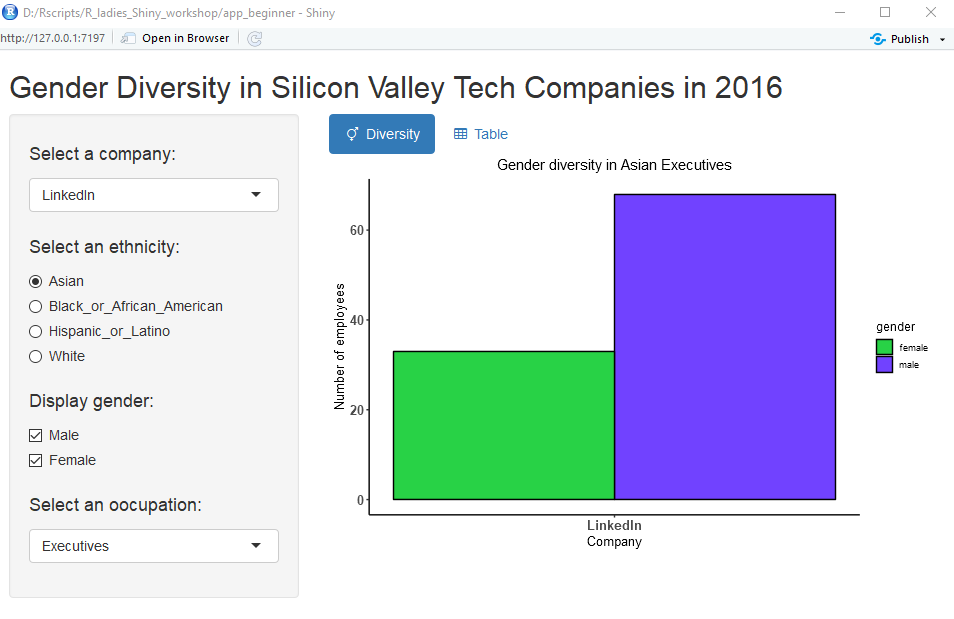 D:/Rscripts/R_ladies_Shiny_workshop/app_beginner - Shiny
http://127.0.0.1:7197 Open in Browser Publish
Gender Diversity in Silicon Valley Tech Companies in 2016
Select a company:
LinkedIn
Select an ethnicity:
Asian
Black_or_African_American
Hispanic_or_Latino
White
Display gender:
Male
Female
Select an oocupation:
Executives
Diversity Table
Gender diversity in Asian Executives
Number of employees
60
40
20
0
LinkedIn
Company
gender
female
male